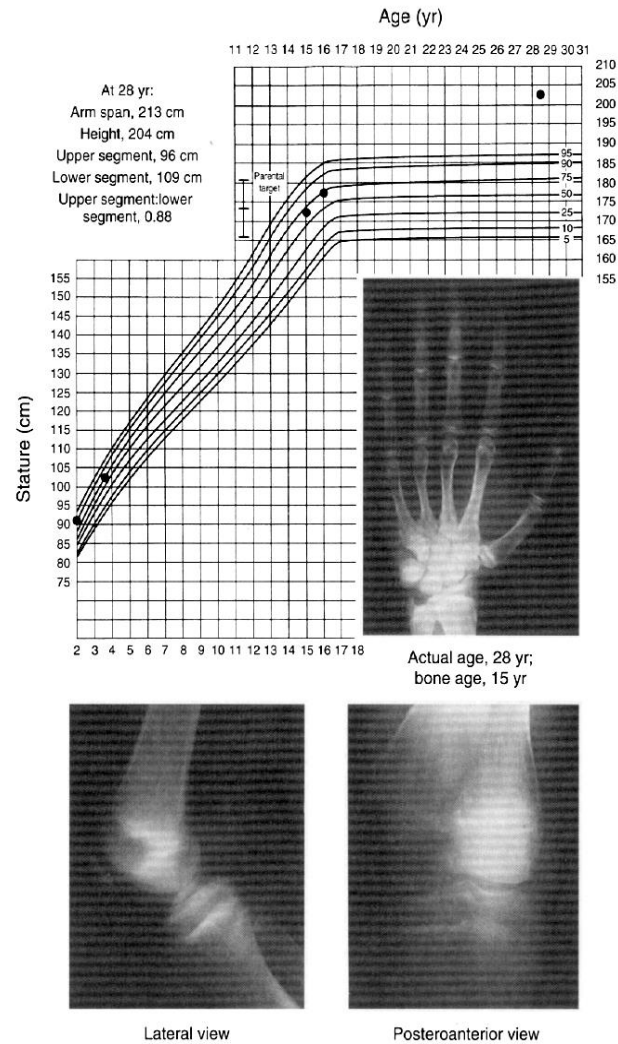 Age (yr)
11 12 13 14 15 16 17 18 19 20 21 22 23 24 25 26 27 28 29 30 31
At 28 yr:
Arm span, 213 cm
Height, 204 cm
Upper segment, 96 cm
Lower segment, 109 cm
Upper segment:lower
segment, 0.88
Parental
target
210
205
200
195
190
185
180
175
170
165
160
155
95
90
75
50
25
10
5
Stature (cm)
155
150
145
140
135
130
125
120
115
110
105
100
95
90
85
80
75
2 3 4 5 6 7 8 9 10 11 12 13 14 15 16 17 18
Actual age, 28 yr;
bone age, 15 yr
Lateral view
Posteroanterior view